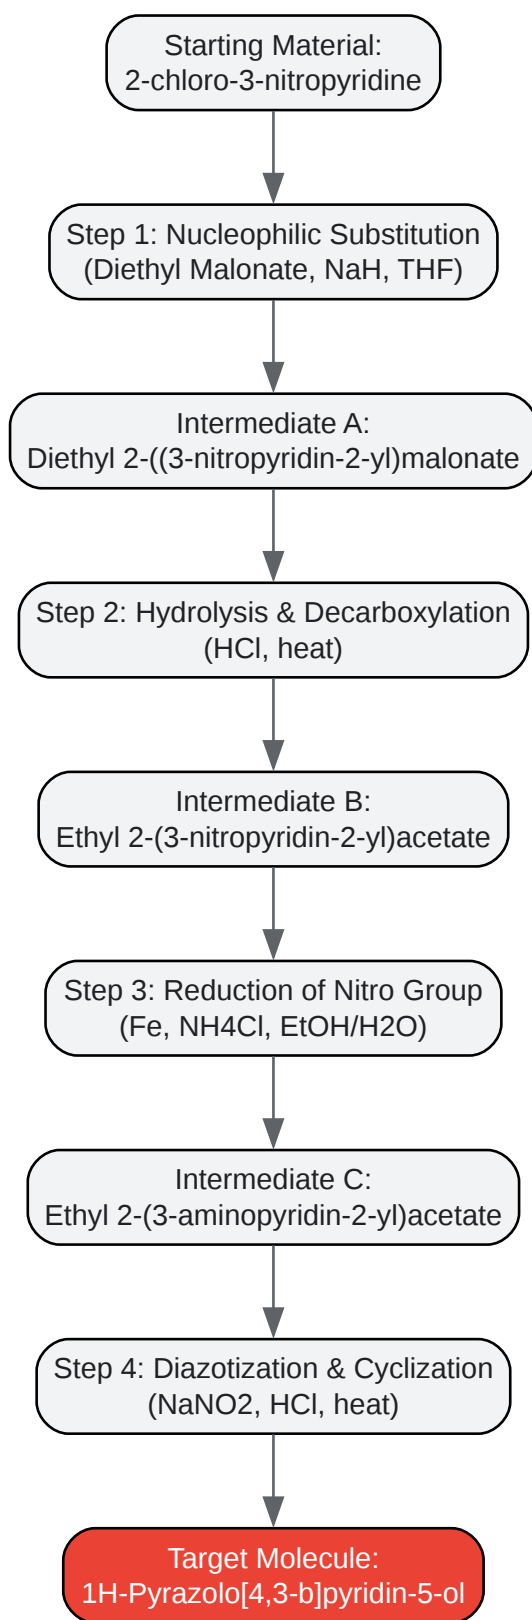 Starting Material:
2-chloro-3-nitropyridine
Step 1: Nucleophilic Substitution
(Diethyl Malonate, NaH, THF)
Intermediate A:
Diethyl 2-((3-nitropyridin-2-yl)malonate
Step 2: Hydrolysis & Decarboxylation
(HCl, heat)
Intermediate B:
Ethyl 2-(3-nitropyridin-2-yl)acetate
Step 3: Reduction of Nitro Group
(Fe, NH4Cl, EtOH/H2O)
Intermediate C:
Ethyl 2-(3-aminopyridin-2-yl)acetate
Step 4: Diazotization & Cyclization
(NaNO2, HCl, heat)
Target Molecule:
1H-Pyrazolo[4,3-b]pyridin-5-ol